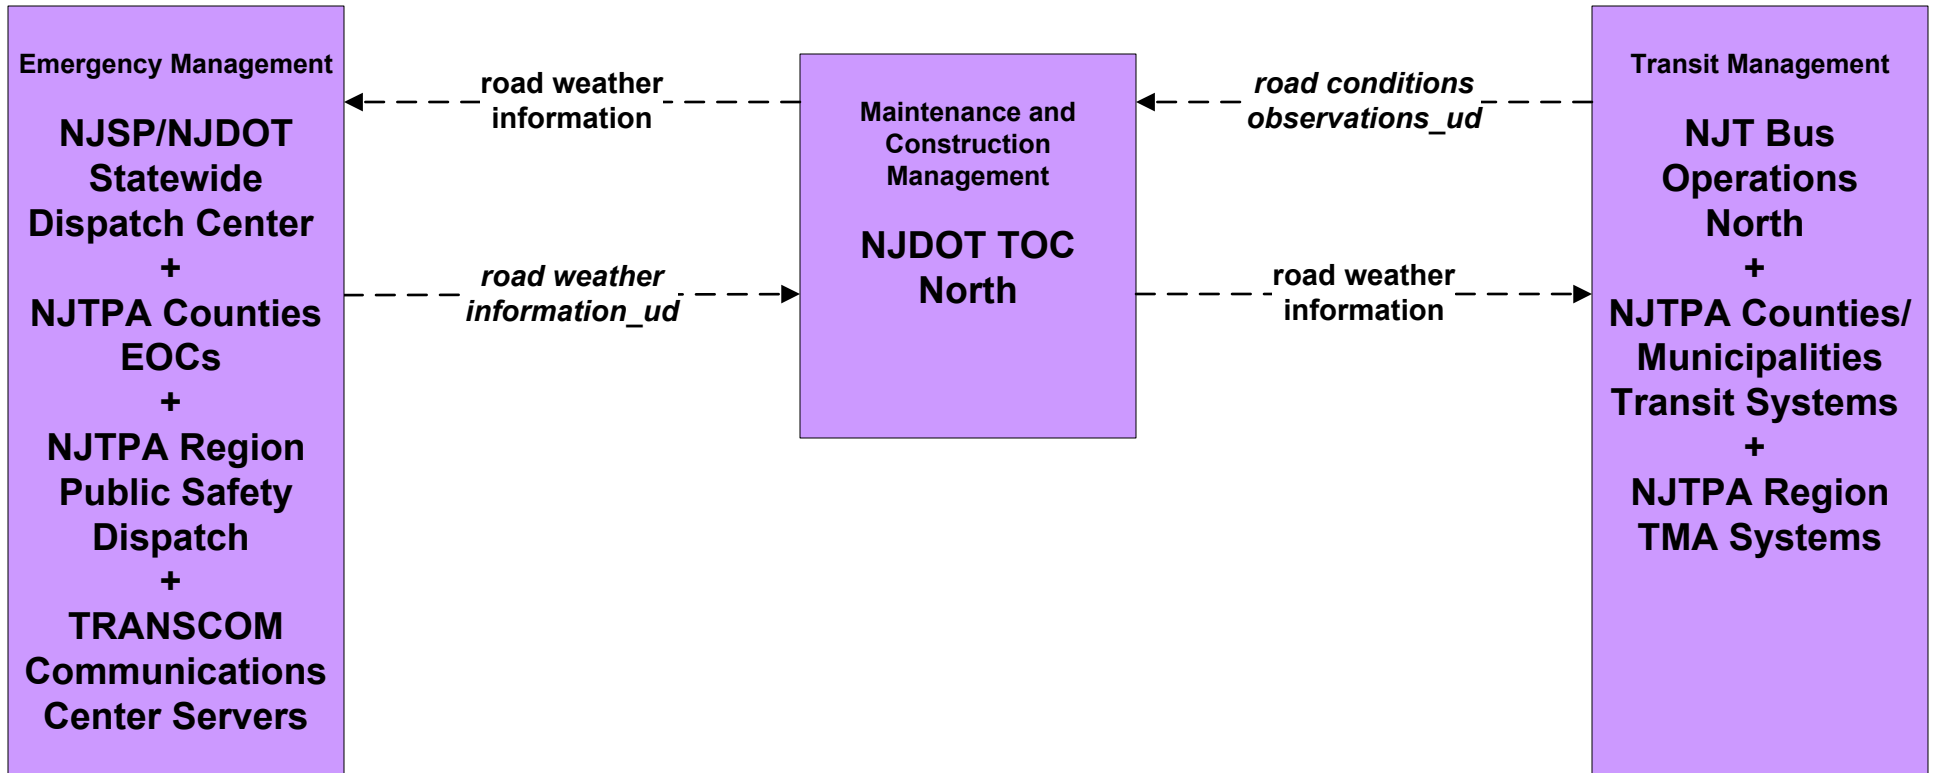 Emergency Management
NJSP/NJDOT
Statewide
Dispatch Center
+
NJTPA Counties
EOCs
+
NJTPA Region
Public Safety
Dispatch
+
TRANSCOM
Communications
Center Servers
road weather
information
road weather
information_ud
Maintenance and
Construction
Management
NJDOT TOC
North
road conditions
observations_ud
road weather
information
Transit Management
NJT Bus
Operations
North
+
NJTPA Counties/
Municipalities
Transit Systems
+
NJTPA Region
TMA Systems